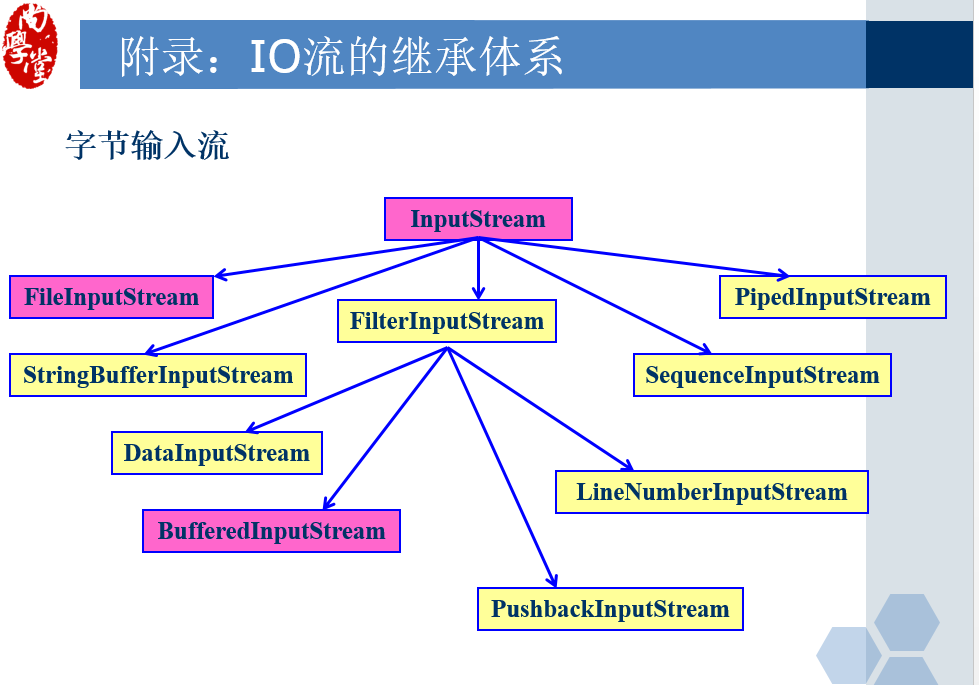 尚學堂
附录：IO流的继承体系
字节输入流
InputStream
FileInputStream
PipedInputStream
FilterInputStream
StringBufferInputStream
SequenceInputStream
DataInputStream
LineNumberInputStream
BufferedInputStream
PushbackInputStream